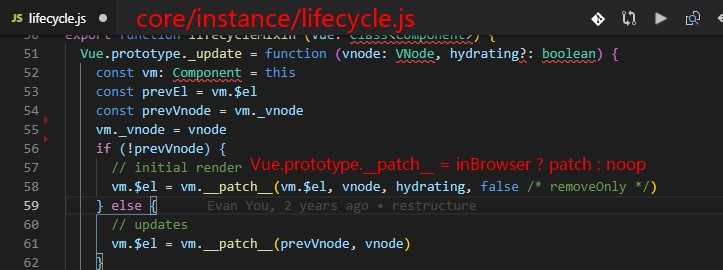 lifecycle.js
core/instance/lifecycle.js
50 export function lifecycleMixin (Vue: Class<Component>) {
51 Vue.prototype._update = function (vnode: VNode, hydrating?: boolean) {
52 const vm: Component = this
53 const prevEl = vm.$el
54 const prevVnode = vm._vnode
55 vm._vnode = vnode
56 if (!prevVnode) {
57 // initial render Vue.prototype.__patch__ = inBrowser ? patch : noop
58 vm.$el = vm.__patch__(vm.$el, vnode, hydrating, false /* removeOnly */)
59 } else { Evan You, 2 years ago • restructure
60 // updates
61 vm.$el = vm.__patch__(prevVnode, vnode)
62 }